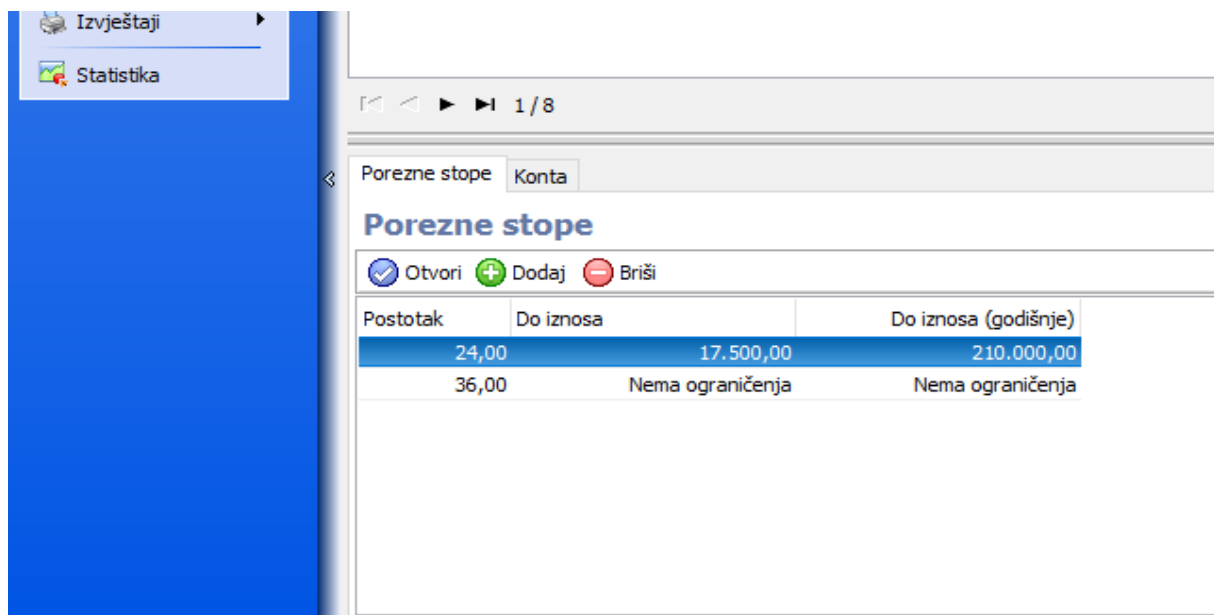 Izvještaji
Statistika
1 / 8
Porezne stope Konta
Porezne stope
Otvori Dodaj Briši
Postotak Do iznosa Do iznosa (godišnje)
24,00 17.500,00 210.000,00
36,00 Nema ograničenja Nema ograničenja